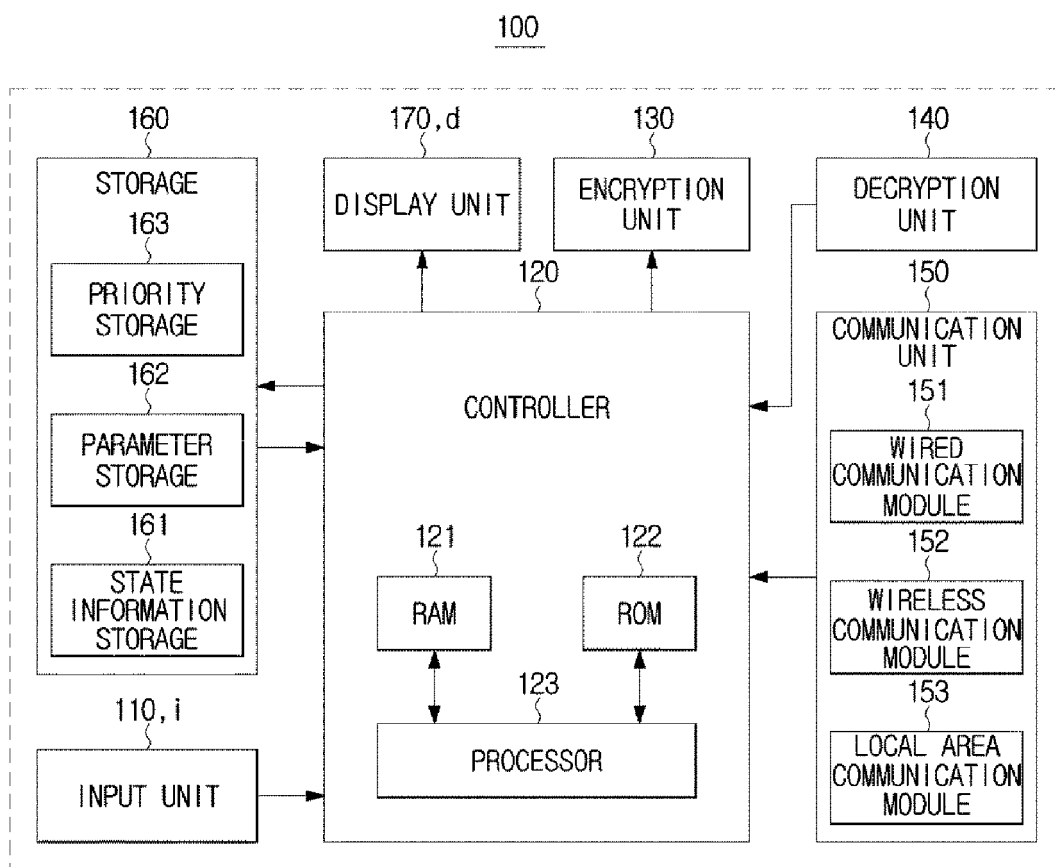 100
160
STORAGE
163
PRIORITY
STORAGE
162
PARAMETER
STORAGE
161
STATE
INFORMATION
STORAGE
110,i
INPUT UNIT
170,d
DISPLAY UNIT
130
ENCRYPTION
UNIT
120
CONTROLLER
121
RAM
122
ROM
123
PROCESSOR
140
DECRYPTION
UNIT
150
COMMUNICATION
UNIT
151
WIRED
COMMUNICATION
MODULE
152
WIRELESS
COMMUNICATION
MODULE
153
LOCAL AREA
COMMUNICATION
MODULE